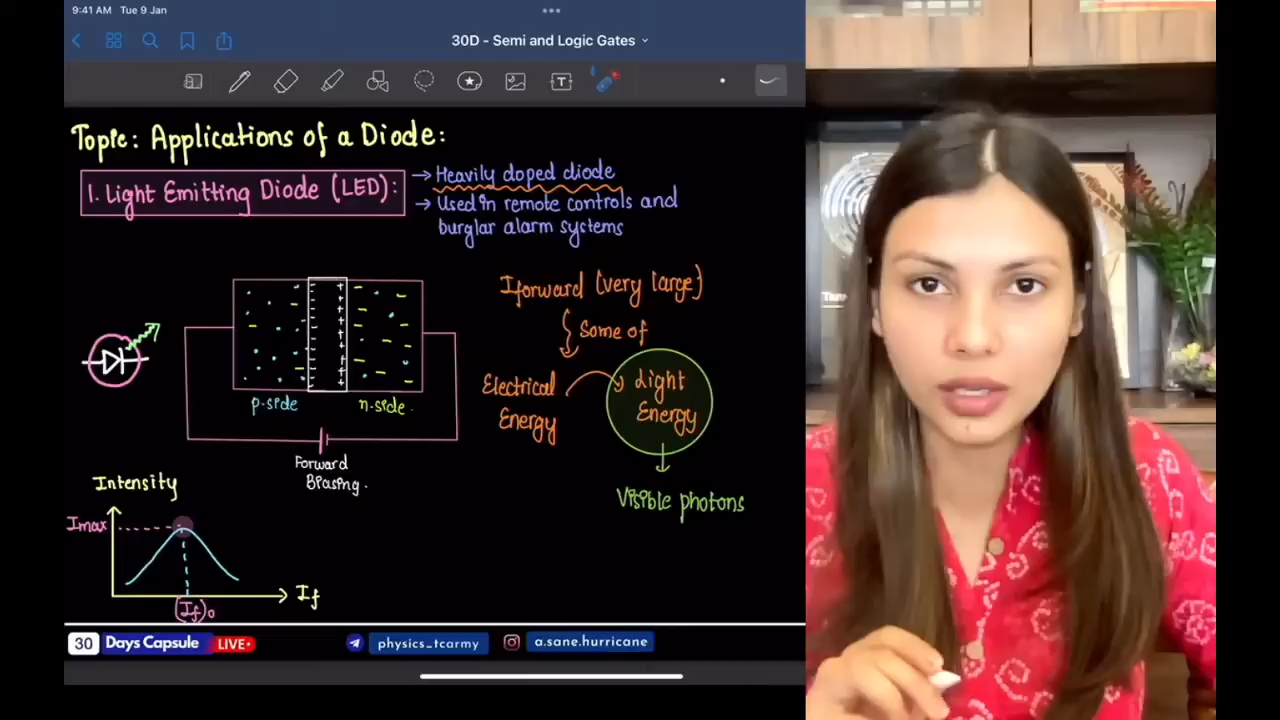 9:41 AM Tue 9 Jan
30D - Semi and Logic Gates
T
Topic: Applications of a Diode:
1. Light Emitting Diode (LED):
→ Heavily doped diode
→ Used in remote controls and
burglar alarm systems
Iforward (very large)
Some of
Electrical
Energy
Light
Energy
Visible photons
p-side
n-side.
Forward
Biasing.
Intensity
Imax
If
(If)o
30 Days Capsule LIVE
physics_tcarmy
a.sane.hurricane